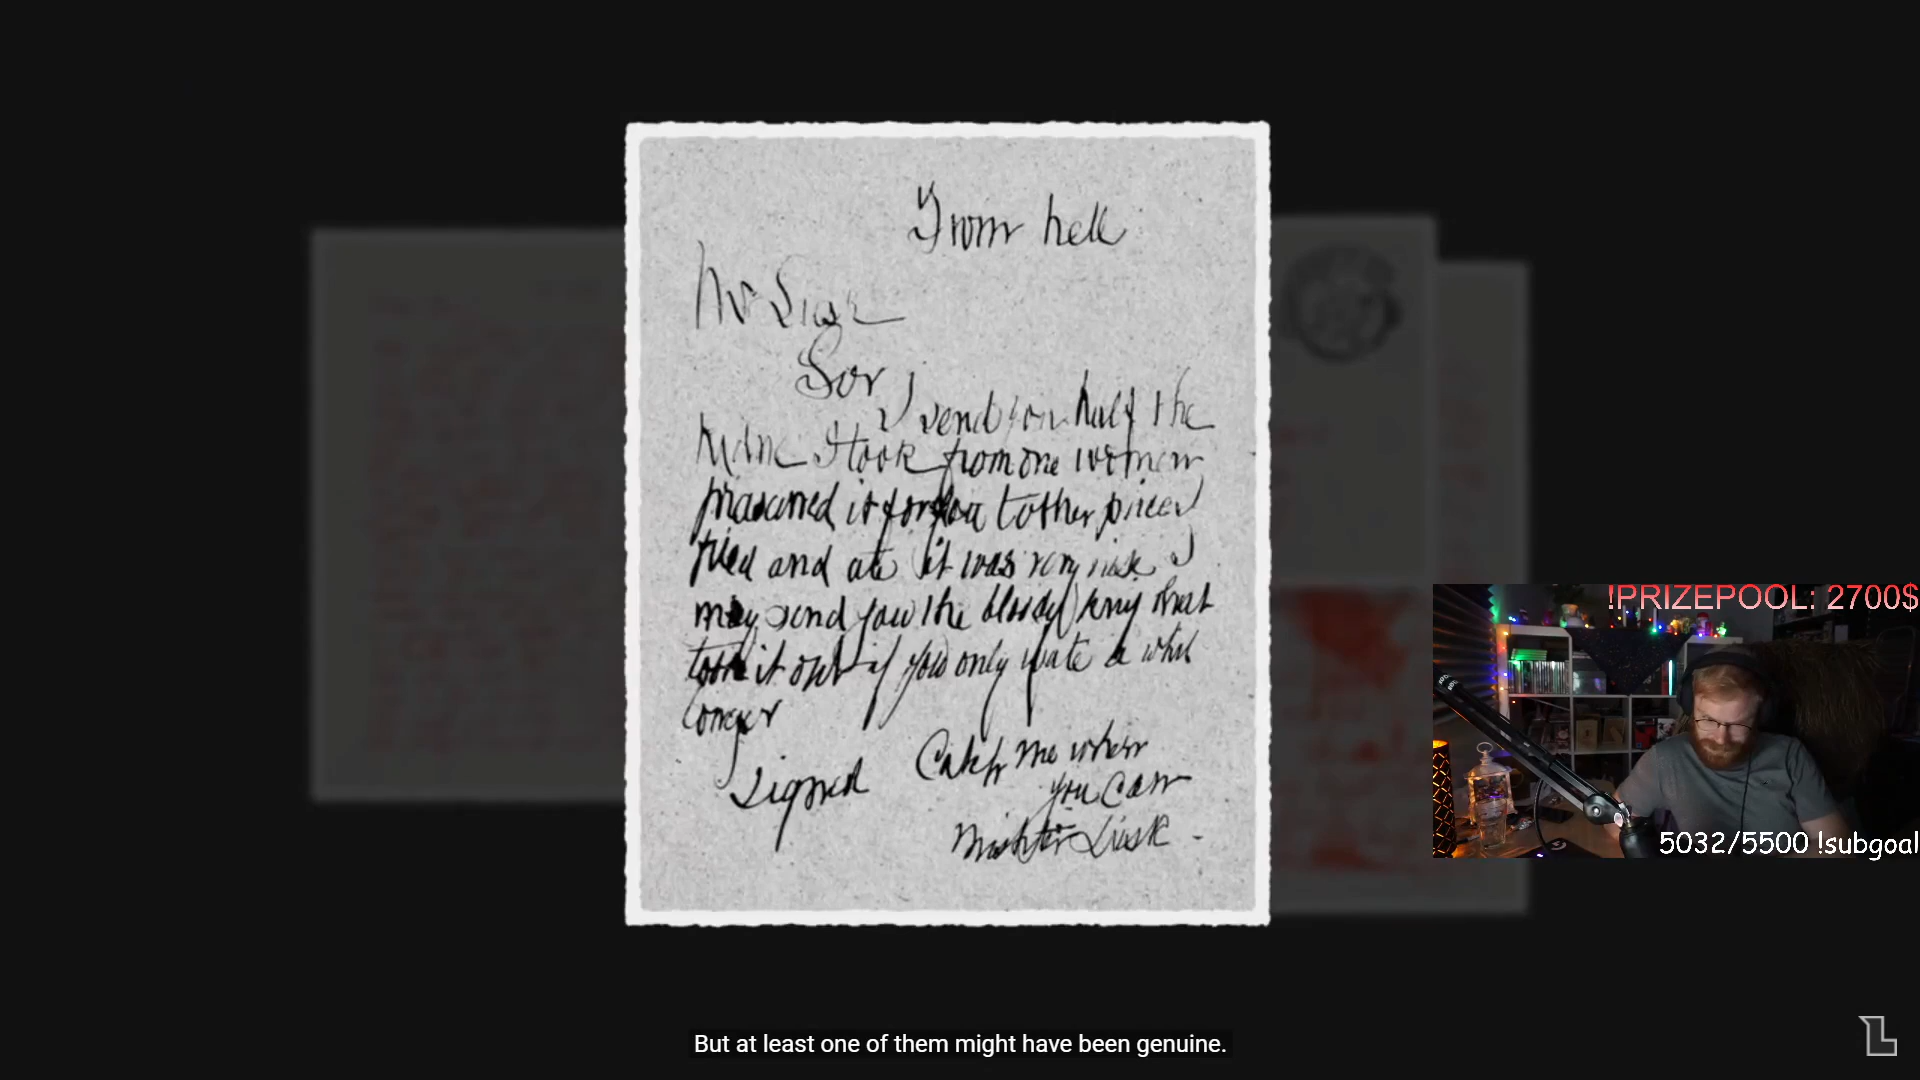 From hell
Mr Lusk
Sor
I send you half the
Kidne I took from one women
prasarved it for you tother piece I
fried and ate it was very nise I
may send you the bloody knif that
took it out if you only wate a whil
longer
signed
Catch me when
you Can
Mishter Lusk -
!PRIZEPOOL: 2700$
5032/5500 !subgoal
But at least one of them might have been genuine.